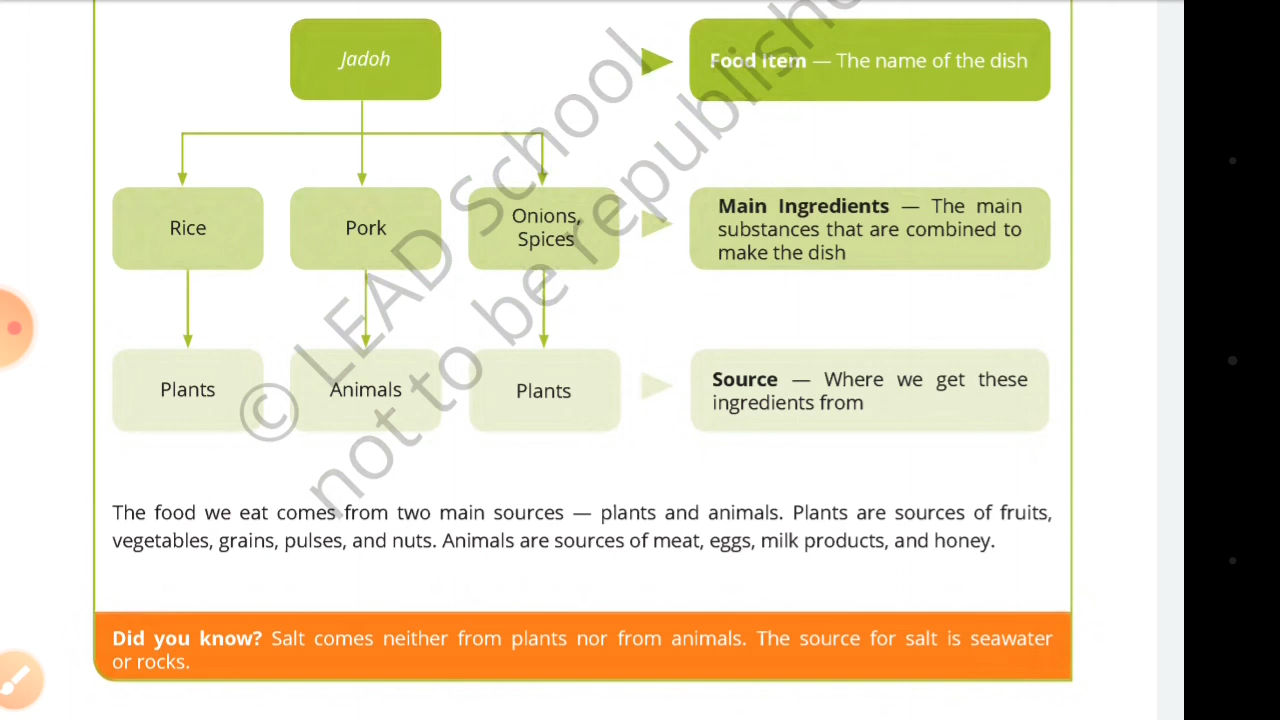 Jadoh
Food Item — The name of the dish
Rice
Pork
Onions,
Spices
Main Ingredients — The main
substances that are combined to
make the dish
Plants
Animals
Plants
Source — Where we get these
ingredients from
The food we eat comes from two main sources — plants and animals. Plants are sources of fruits,
vegetables, grains, pulses, and nuts. Animals are sources of meat, eggs, milk products, and honey.
Did you know? Salt comes neither from plants nor from animals. The source for salt is seawater
or rocks.
© LEAD School
not to be republishe